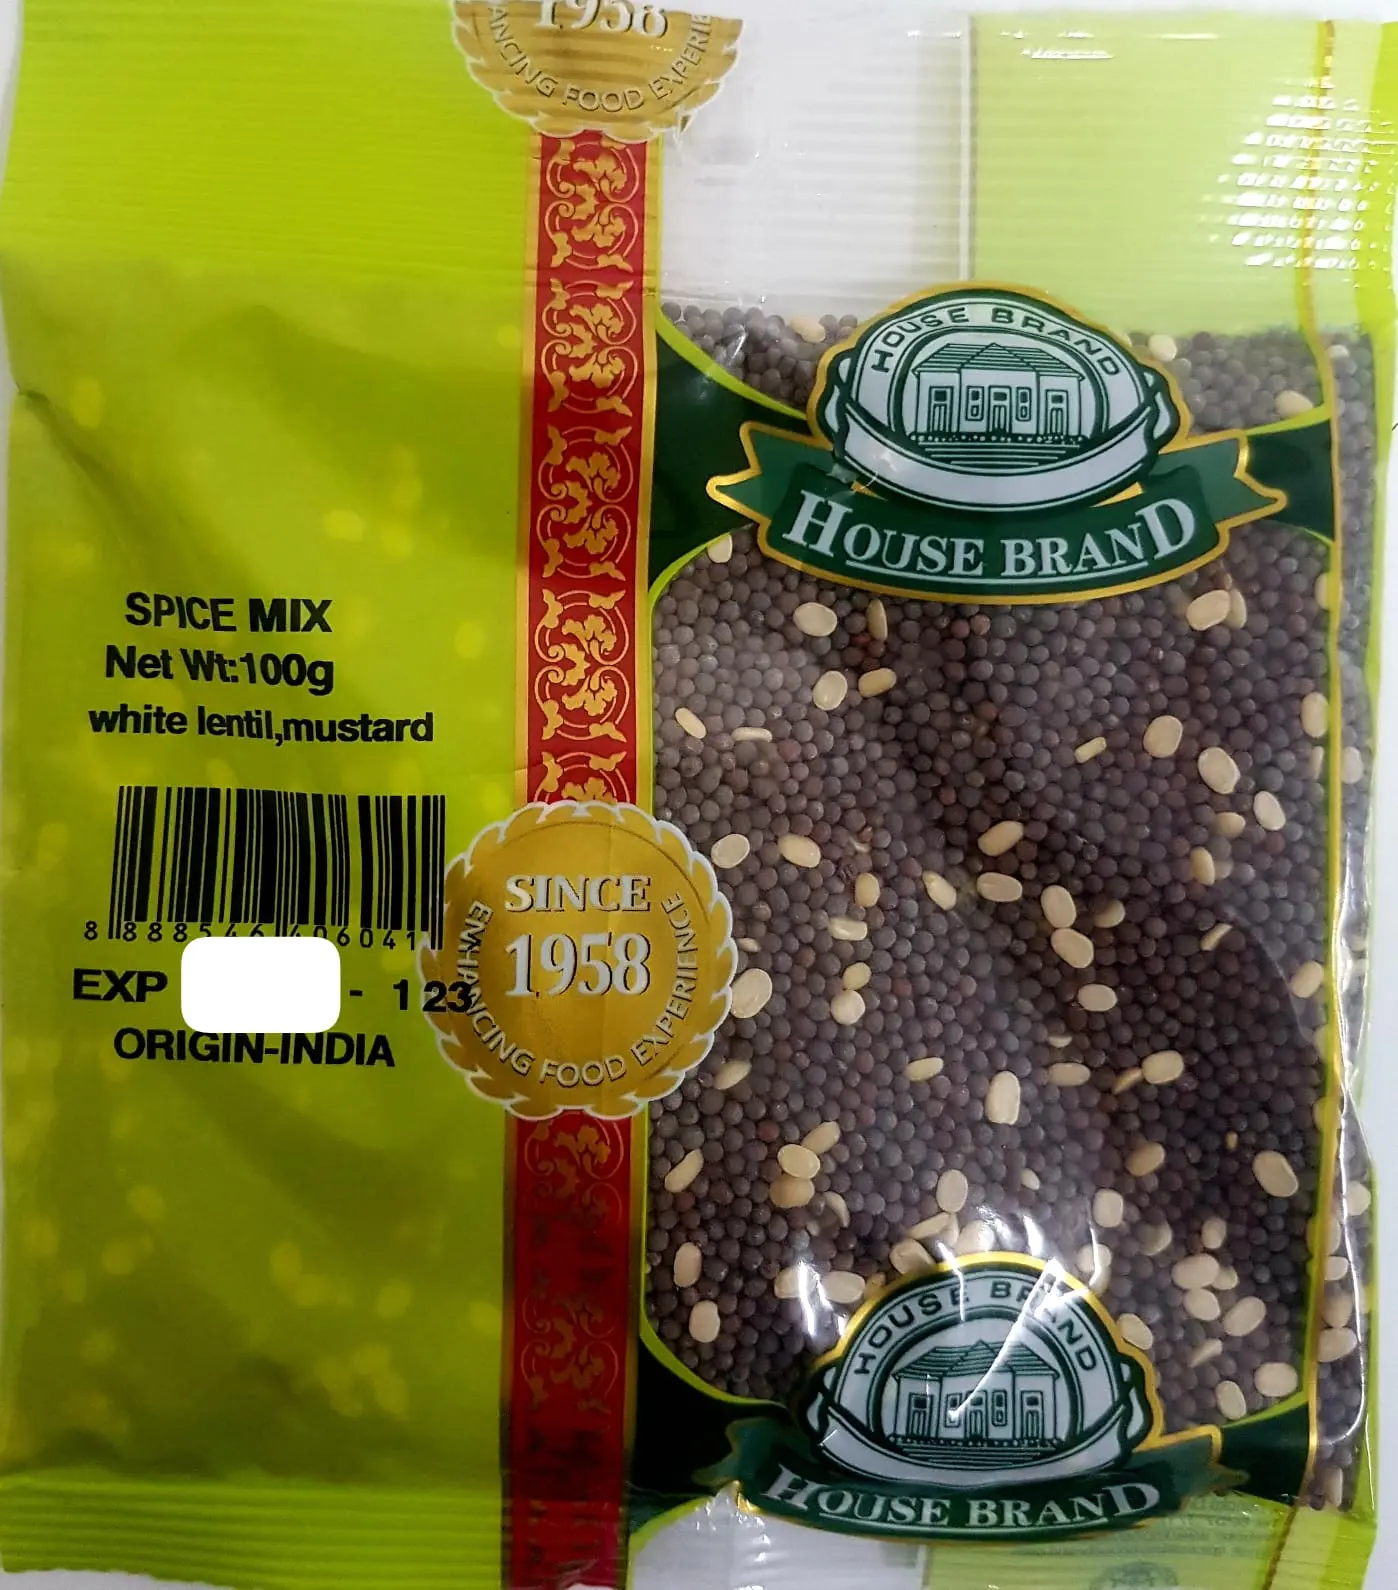 1958
ANCING FOOD EXPERIE
HOUSE BRAND
HOUSE BRAND
SPICE MIX
Net Wt:100g
white lentil,mustard
8 888546 406041
EXP - 123
ORIGIN-INDIA
SINCE
1958
ENHANCING FOOD EXPERIENCE
HOUSE BRAND
HOUSE BRAND